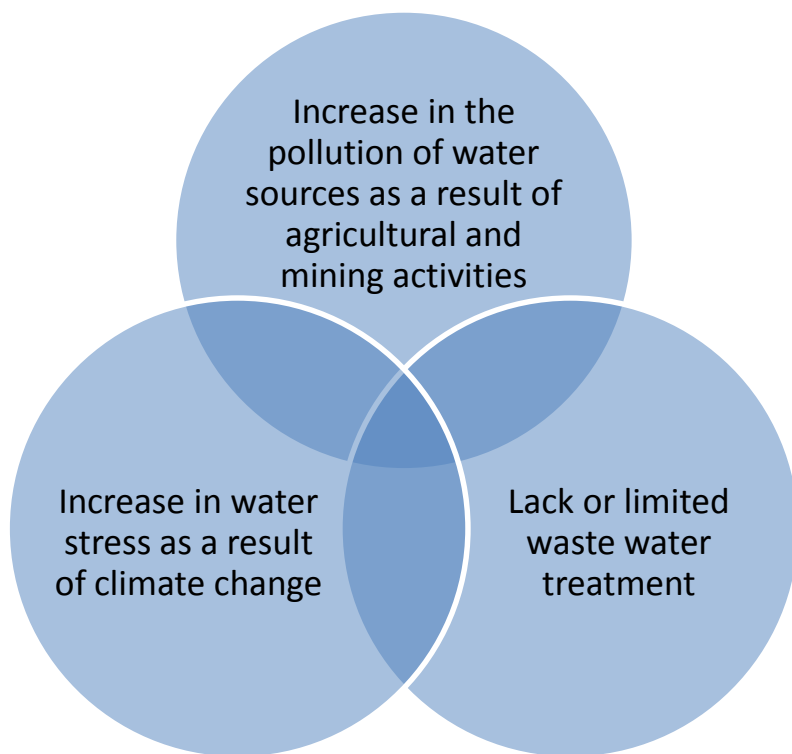 Increase in the
pollution of water
sources as a result of
agricultural and
mining activities
Increase in water
stress as a result
of climate change
Lack or limited
waste water
treatment